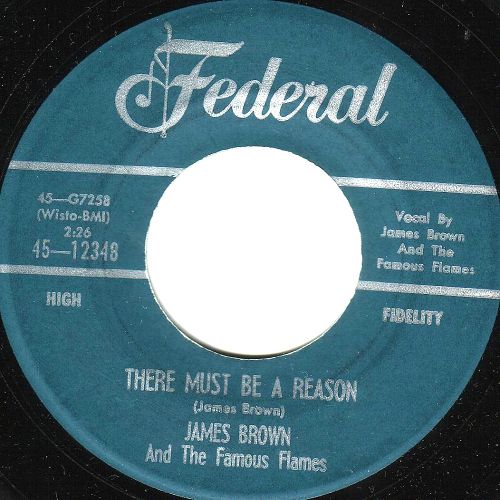 Federal
45—G7258
(Wisto-BMI)
2:26
45-12348
Vocal By
James Brown
And The
Famous Flames
HIGH
FIDELITY
THERE MUST BE A REASON
(James Brown)
JAMES BROWN
And The Famous Flames